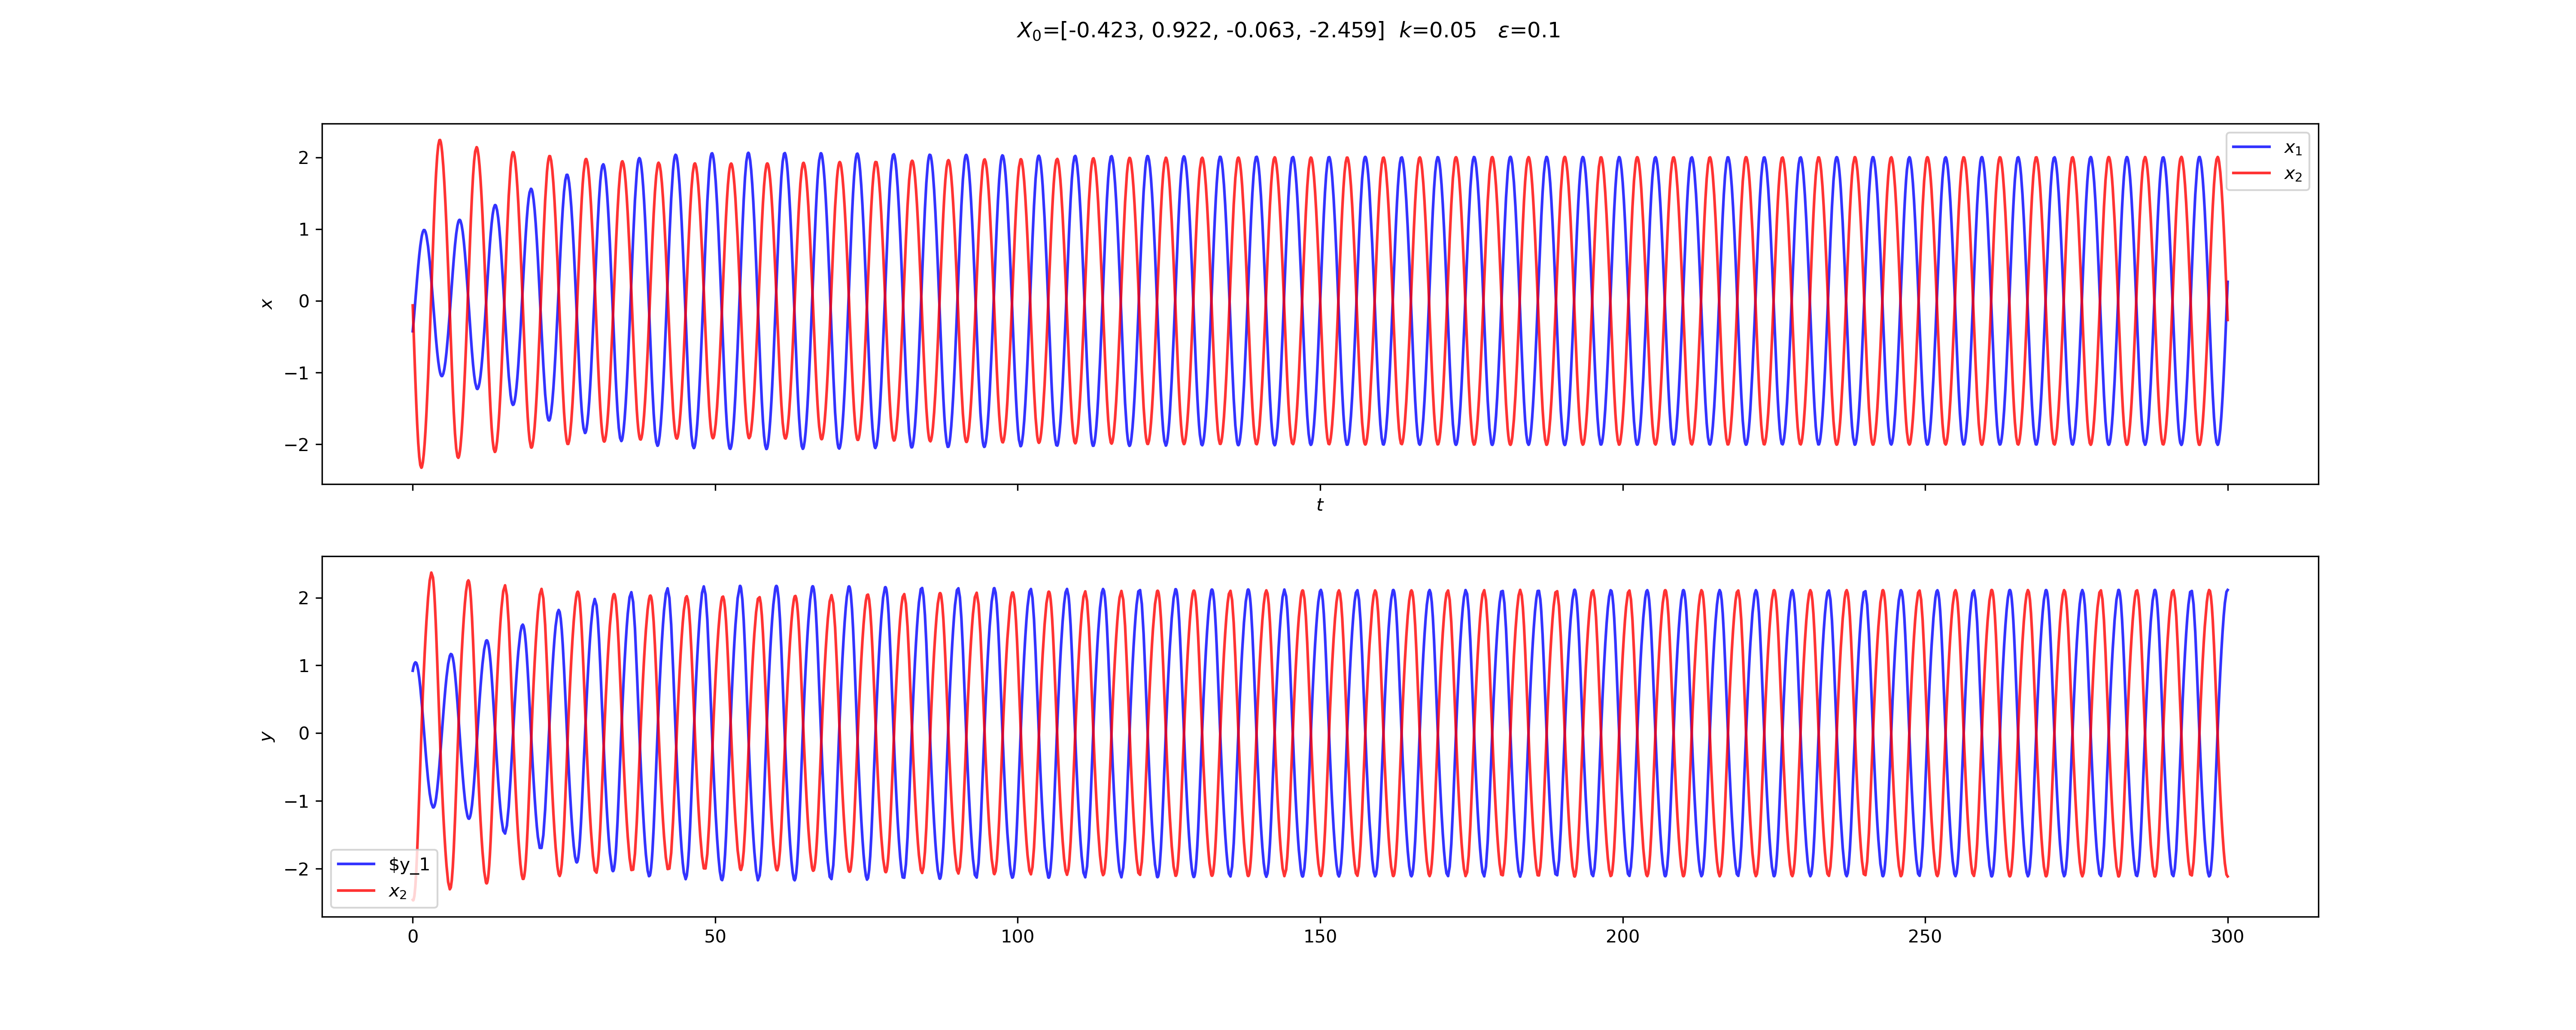 X₀=[-0.423, 0.922, -0.063, -2.459] k=0.05 ε=0.1
2
1
0
−1
−2
x
x₁
x₂
t
2
1
0
−1
−2
y
$y_1
x₂
0 50 100 150 200 250 300